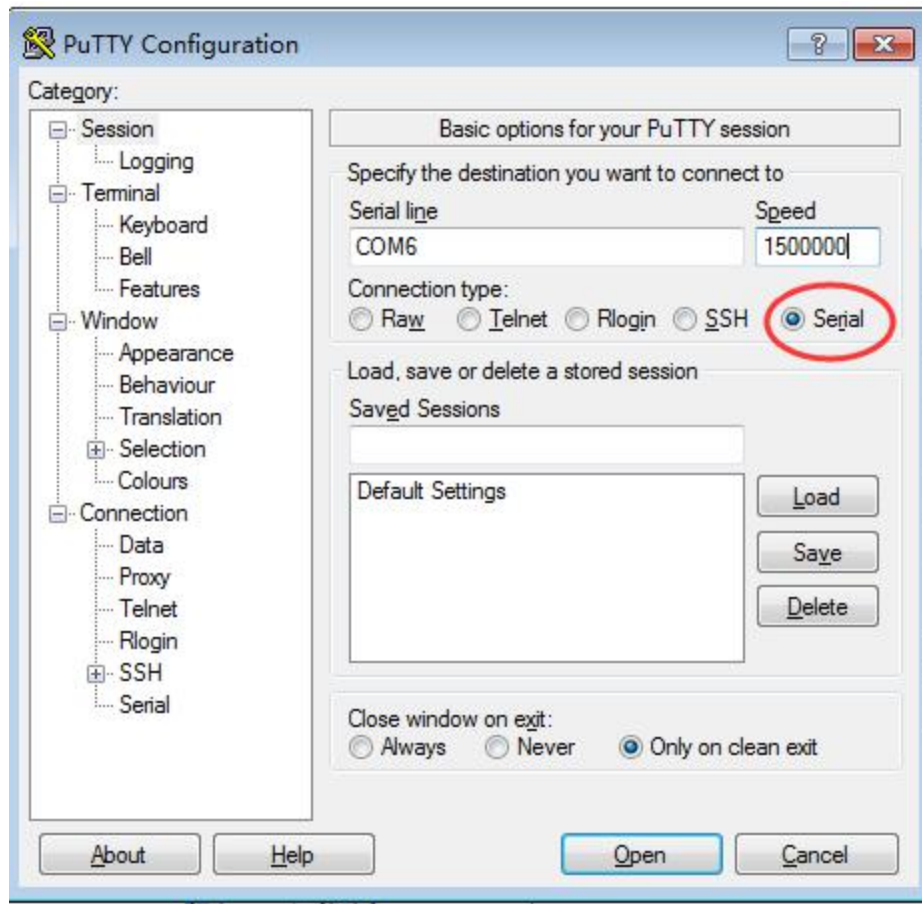 PuTTY Configuration
Category:
Session
Logging
Terminal
Keyboard
Bell
Features
Window
Appearance
Behaviour
Translation
Selection
Colours
Connection
Data
Proxy
Telnet
Rlogin
SSH
Serial
Basic options for your PuTTY session
Specify the destination you want to connect to
Serial line Speed
COM6 1500000
Connection type:
Raw Telnet Rlogin SSH Serial
Load, save or delete a stored session
Saved Sessions
Default Settings
Load
Save
Delete
Close window on exit:
Always Never Only on clean exit
About Help Open Cancel